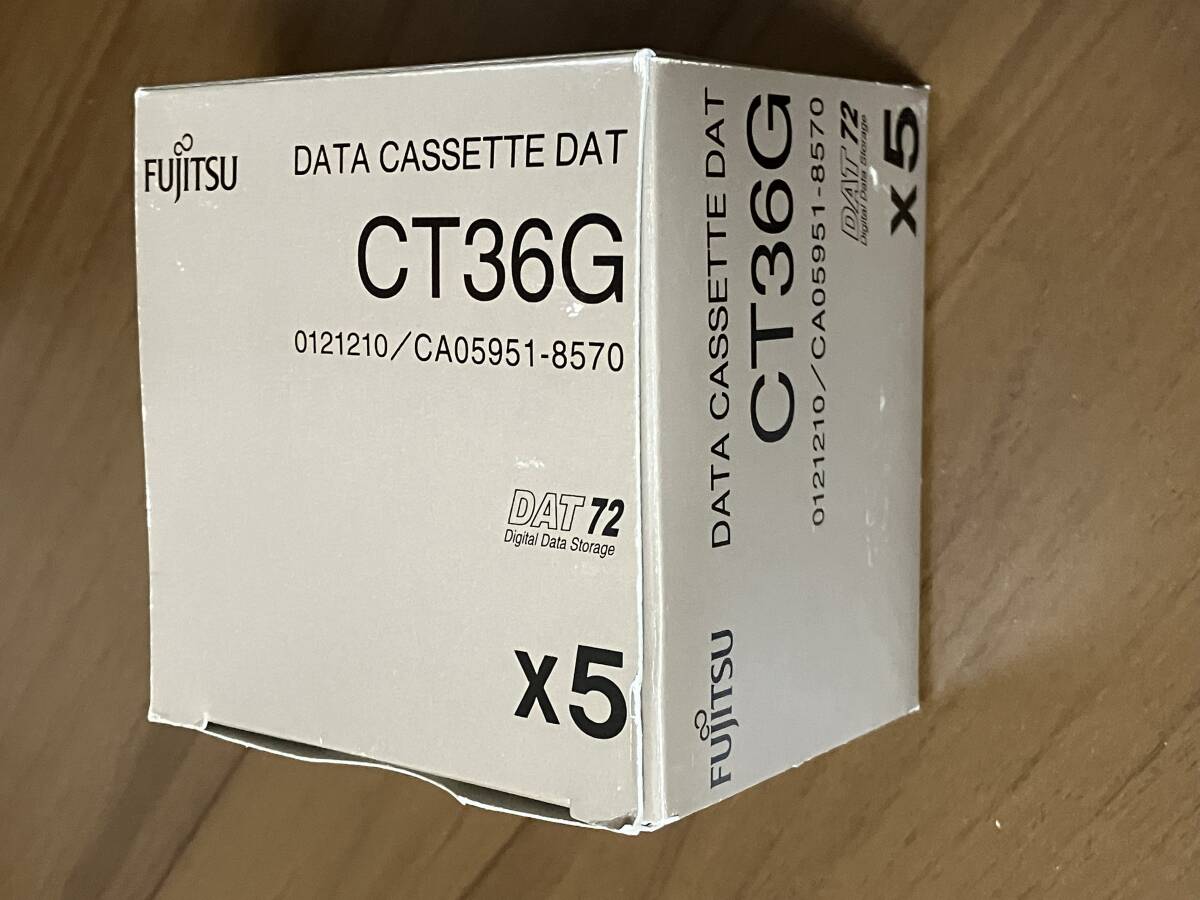 FUJITSU
DATA CASSETTE DAT
CT36G
0121210/CA05951-8570
DAT 72
Digital Data Storage
x5
FUJITSU
DATA CASSETTE DAT
CT36G
0121210/CA05951-8570
DAT 72
Digital Data Storage
x5